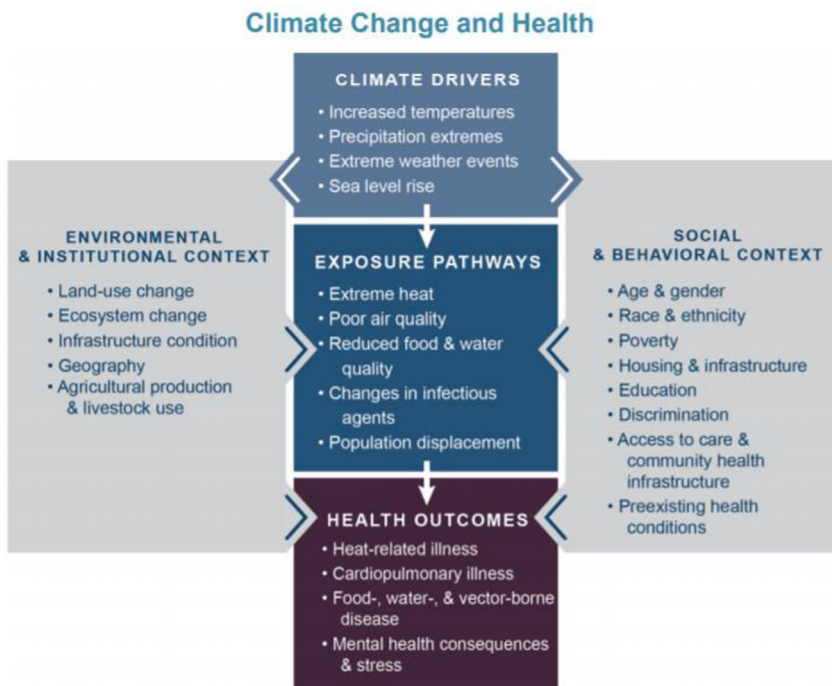 Climate Change and Health
CLIMATE DRIVERS
• Increased temperatures
• Precipitation extremes
• Extreme weather events
• Sea level rise
ENVIRONMENTAL
& INSTITUTIONAL CONTEXT
• Land-use change
• Ecosystem change
• Infrastructure condition
• Geography
• Agricultural production
& livestock use
EXPOSURE PATHWAYS
• Extreme heat
• Poor air quality
• Reduced food & water
quality
• Changes in infectious
agents
• Population displacement
SOCIAL
& BEHAVIORAL CONTEXT
• Age & gender
• Race & ethnicity
• Poverty
• Housing & infrastructure
• Education
• Discrimination
• Access to care &
community health
infrastructure
• Preexisting health
conditions
HEALTH OUTCOMES
• Heat-related illness
• Cardiopulmonary illness
• Food-, water-, & vector-borne
disease
• Mental health consequences
& stress